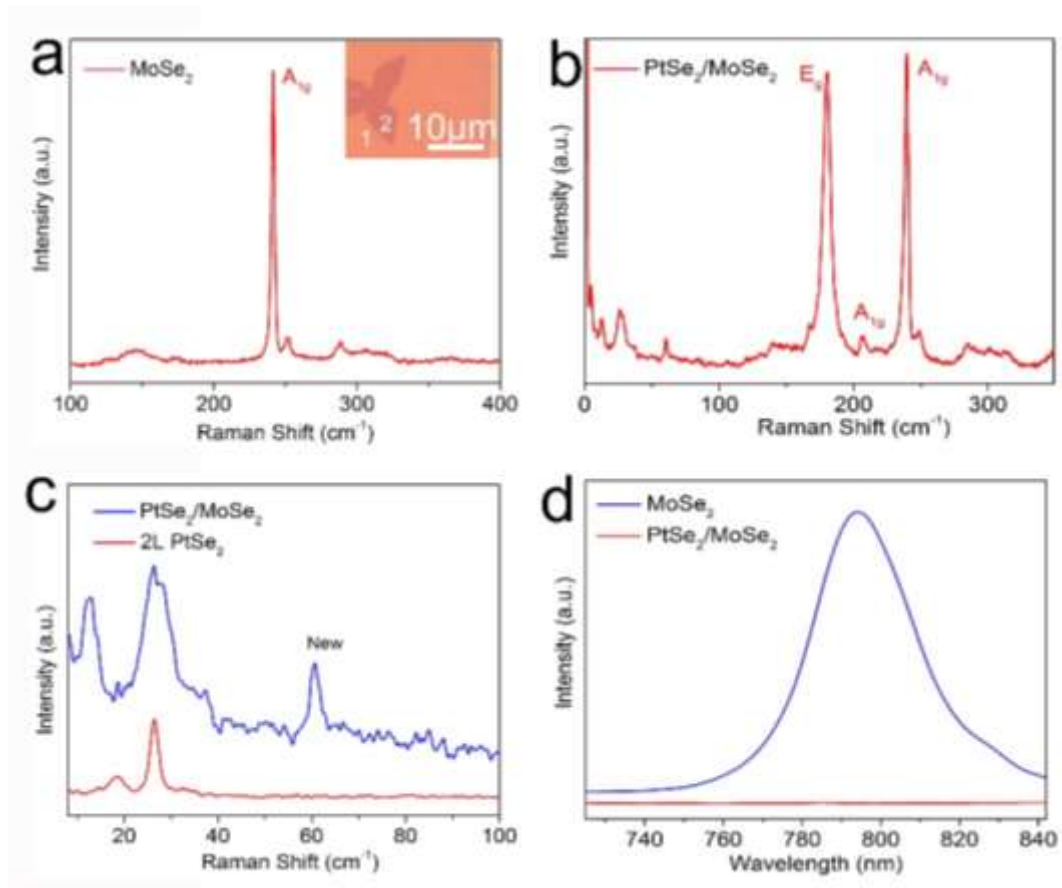 a
MoSe₂
A₁g
1 2 10μm
Intensiry (a.u.)
100 200 300 400
Raman Shift (cm⁻¹)
b
PtSe₂/MoSe₂
Eg
A₁g
A₁g
Intensiry (a.u.)
0 100 200 300
Raman Shift (cm⁻¹)
c
PtSe₂/MoSe₂
2L PtSe₂
New
Intensity (a.u.)
20 40 60 80 100
Raman Shift (cm⁻¹)
d
MoSe₂
PtSe₂/MoSe₂
Intensity (a.u.)
740 760 780 800 820 840
Wavelength (nm)